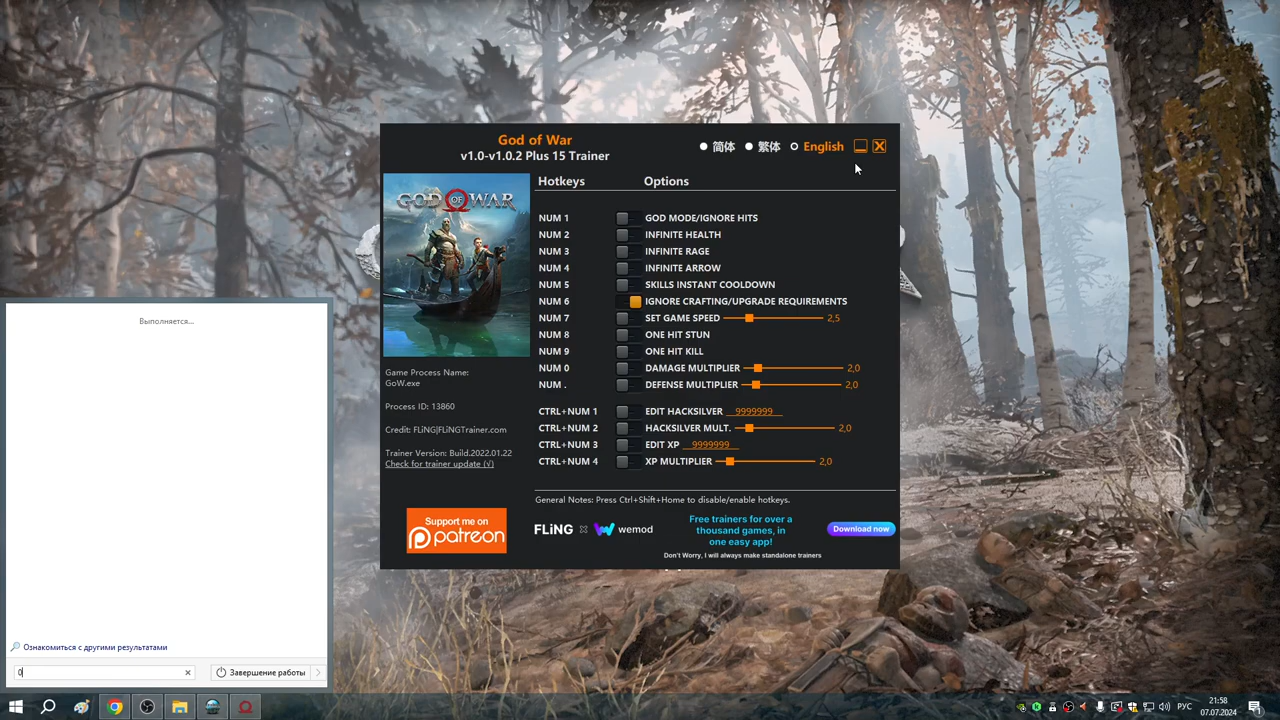 God of War
v1.0-v1.0.2 Plus 15 Trainer
简体
繁体
English
GOD OF WAR
Hotkeys
Options
NUM 1 GOD MODE/IGNORE HITS
NUM 2 INFINITE HEALTH
NUM 3 INFINITE RAGE
NUM 4 INFINITE ARROW
NUM 5 SKILLS INSTANT COOLDOWN
NUM 6 IGNORE CRAFTING/UPGRADE REQUIREMENTS
NUM 7 SET GAME SPEED 2,5
NUM 8 ONE HIT STUN
NUM 9 ONE HIT KILL
NUM 0 DAMAGE MULTIPLIER 2,0
NUM . DEFENSE MULTIPLIER 2,0
CTRL+NUM 1 EDIT HACKSILVER 9999999
CTRL+NUM 2 HACKSILVER MULT. 2,0
CTRL+NUM 3 EDIT XP 9999999
CTRL+NUM 4 XP MULTIPLIER 2,0
Game Process Name:
GoW.exe
Process ID: 13860
Credit: FLiNG|FLiNGTrainer.com
Trainer Version: Build.2022.01.22
Check for trainer update (√)
General Notes: Press Ctrl+Shift+Home to disable/enable hotkeys.
Support me on
patreon
FLiNG
wemod
Free trainers for over a
thousand games, in
one easy app!
Download now
Don't Worry, I will always make standalone trainers
Выполняется...
Ознакомиться с другими результатами
0
Завершение работы
РУС
21:58
07.07.2024
1